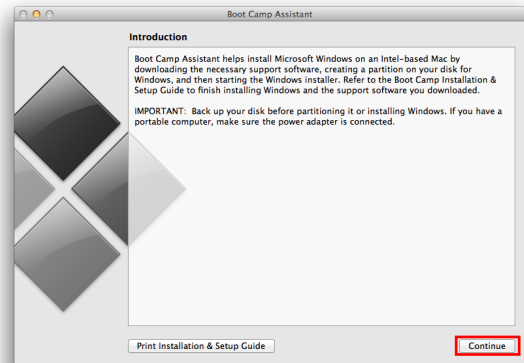 Boot Camp Assistant
Introduction
Boot Camp Assistant helps install Microsoft Windows on an Intel-based Mac by
downloading the necessary support software, creating a partition on your disk for
Windows, and then starting the Windows installer. Refer to the Boot Camp Installation &
Setup Guide to finish installing Windows and the support software you downloaded.
IMPORTANT: Back up your disk before partitioning it or installing Windows. If you have a
portable computer, make sure the power adapter is connected.
Print Installation & Setup Guide
Continue